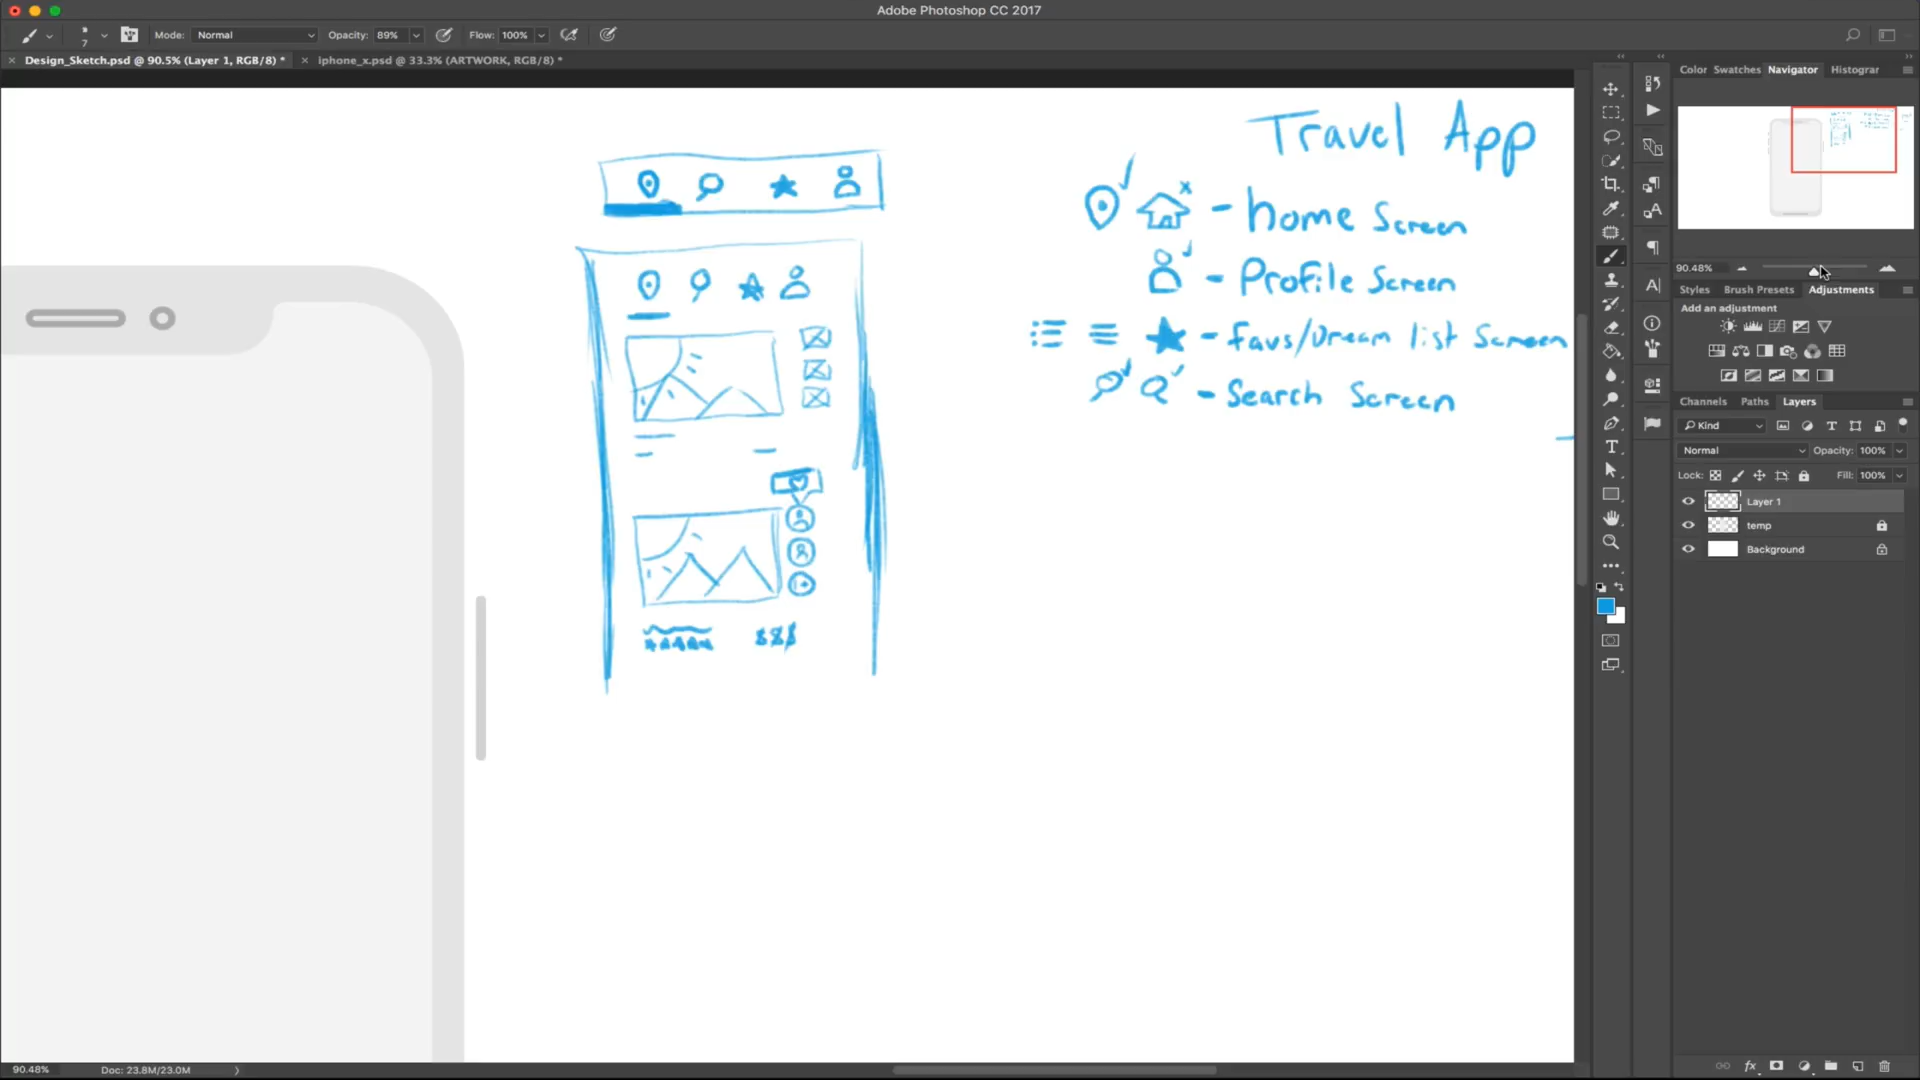 Adobe Photoshop CC 2017
7 Mode: Normal Opacity: 89% Flow: 100%
Design_Sketch.psd @ 90.5% (Layer 1, RGB/8) * iphone_x.psd @ 33.3% (ARTWORK, RGB/8) *
Color Swatches Navigator Histogram
90.48%
Styles Brush Presets Adjustments
Add an adjustment
Channels Paths Layers
Kind
Normal Opacity: 100%
Lock: Fill: 100%
Layer 1
temp
Background
Travel App
- home Screen
- Profile Screen
- favs/Dream list Screen
- Search Screen
$$$
90.48% Doc: 23.8M/23.0M